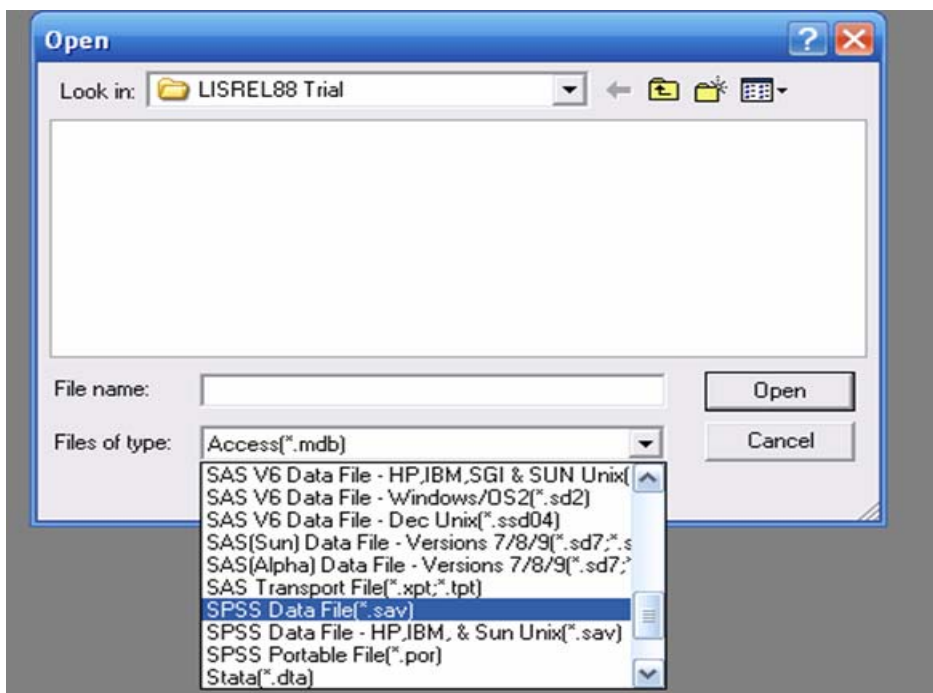 Open
Look in: LISREL88 Trial
File name:
Open
Files of type: Access(*.mdb)
Cancel
SAS V6 Data File - HP,IBM,SGI & SUN Unix(
SAS V6 Data File - Windows/OS2(*.sd2)
SAS V6 Data File - Dec Unix(*.ssd04)
SAS(Sun) Data File - Versions 7/8/9(*.sd7;*.s
SAS(Alpha) Data File - Versions 7/8/9(*.sd7;*
SAS Transport File(*.xpt;*.tpt)
SPSS Data File(*.sav)
SPSS Data File - HP,IBM, & Sun Unix(*.sav)
SPSS Portable File(*.por)
Stata(*.dta)